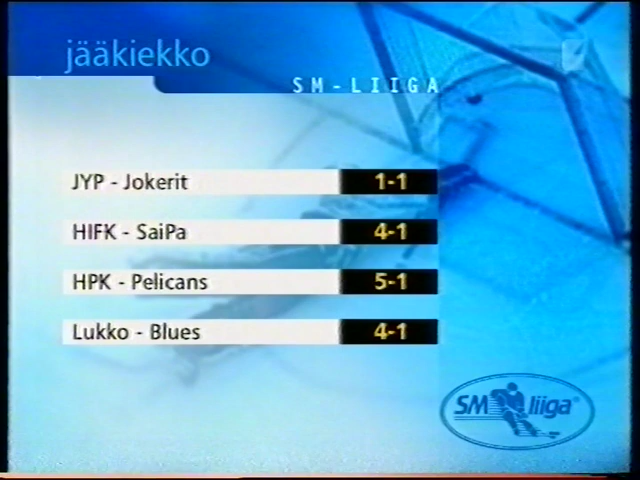 jääkiekko
SM-LIIGA
JYP - Jokerit 1-1
HIFK - SaiPa 4-1
HPK - Pelicans 5-1
Lukko - Blues 4-1
SM liiga®